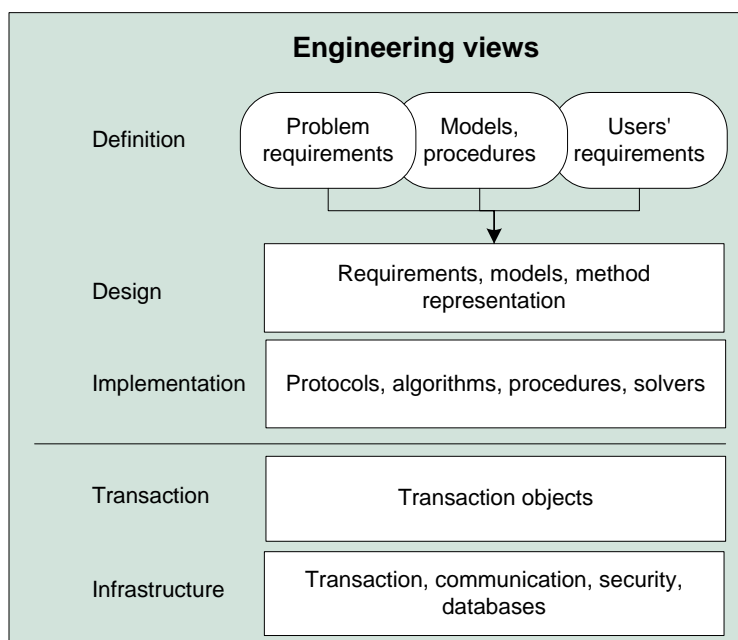 Engineering views
Definition
Problem
requirements
Models,
procedures
Users'
requirements
Design
Requirements, models, method
representation
Implementation
Protocols, algorithms, procedures, solvers
Transaction
Transaction objects
Infrastructure
Transaction, communication, security,
databases